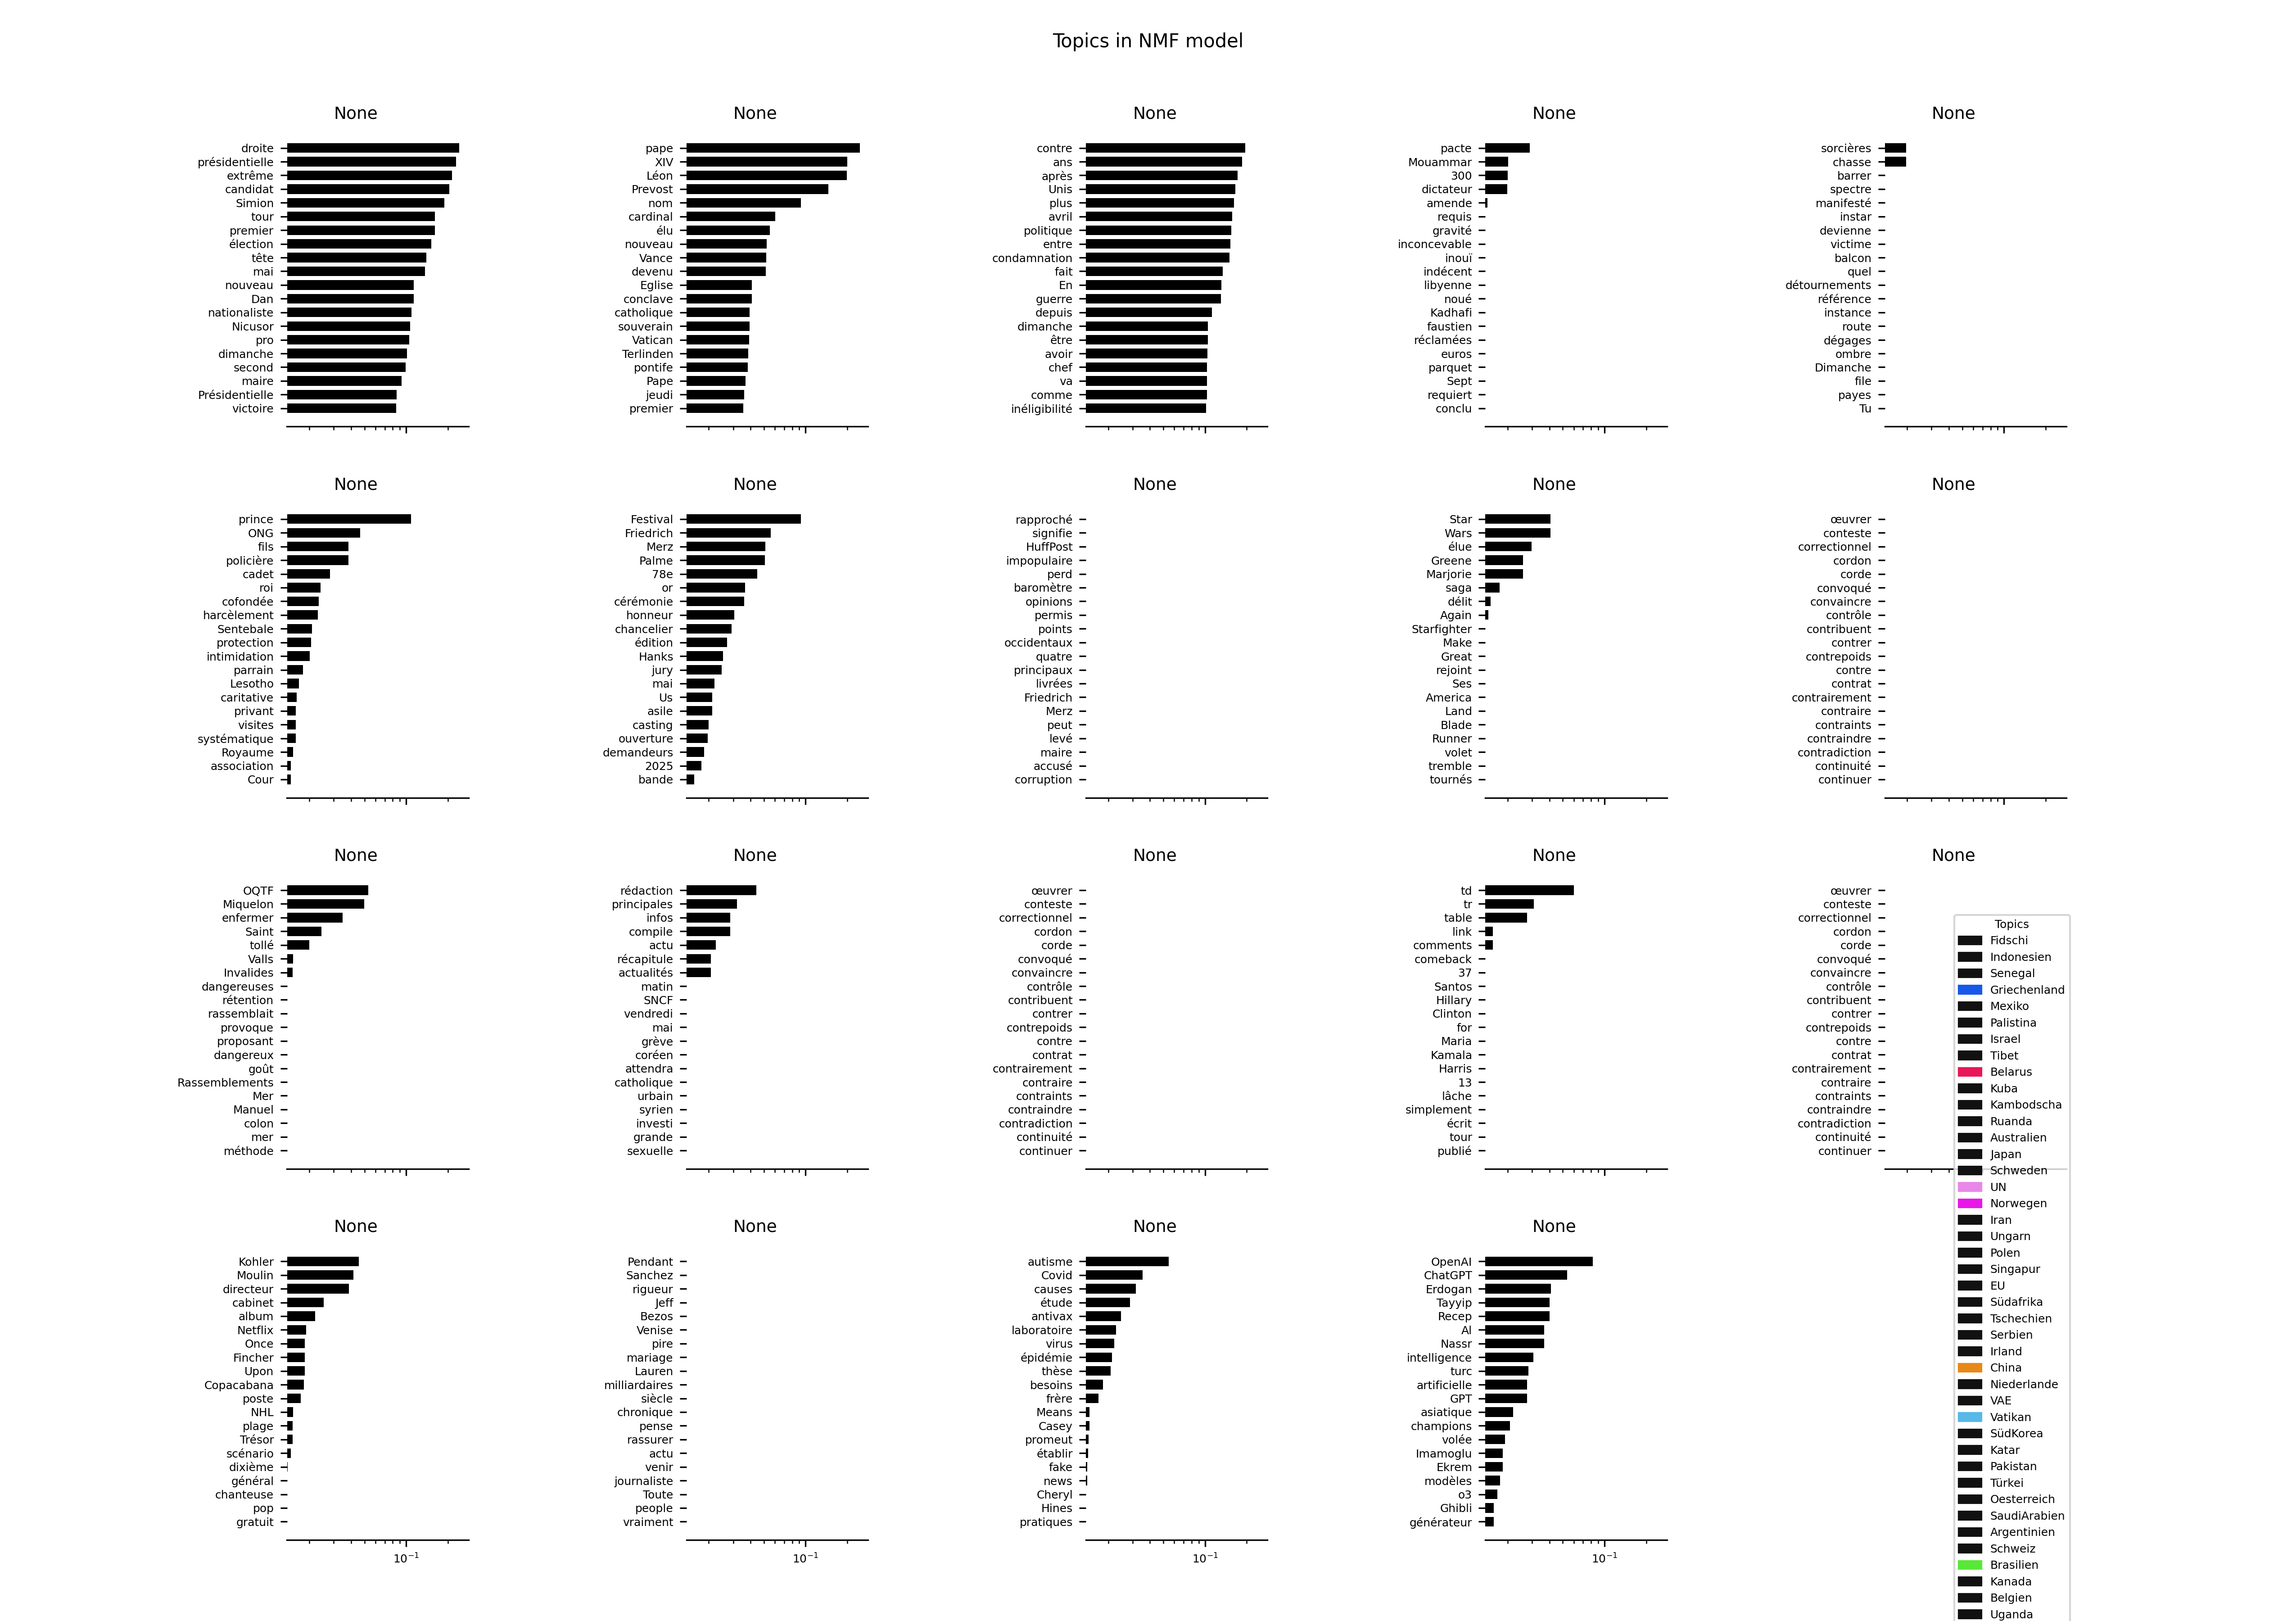 Topics in NMF model
None
droite
présidentielle
extrême
candidat
Simion
tour
premier
élection
tête
mai
nouveau
Dan
nationaliste
Nicusor
pro
dimanche
second
maire
Présidentielle
victoire
None
pape
XIV
Léon
Prevost
nom
cardinal
élu
nouveau
Vance
devenu
Eglise
conclave
catholique
souverain
Vatican
Terlinden
pontife
Pape
jeudi
premier
None
contre
ans
après
Unis
plus
avril
politique
entre
condamnation
fait
En
guerre
depuis
dimanche
être
avoir
chef
va
comme
inéligibilité
None
pacte
Mouammar
300
dictateur
amende
requis
gravité
inconcevable
inouï
indécent
libyenne
noué
Kadhafi
faustien
réclamées
euros
parquet
Sept
requiert
conclu
None
sorcières
chasse
barrer
spectre
manifesté
instar
devienne
victime
balcon
quel
détournements
référence
instance
route
dégages
ombre
Dimanche
file
payes
Tu
None
prince
ONG
fils
policière
cadet
roi
cofondée
harcèlement
Sentebale
protection
intimidation
parrain
Lesotho
caritative
privant
visites
systématique
Royaume
association
Cour
None
Festival
Friedrich
Merz
Palme
78e
or
cérémonie
honneur
chancelier
édition
Hanks
jury
mai
Us
asile
casting
ouverture
demandeurs
2025
bande
None
rapproché
signifie
HuffPost
impopulaire
perd
baromètre
opinions
permis
points
occidentaux
quatre
principaux
livrées
Friedrich
Merz
peut
levé
maire
accusé
corruption
None
Star
Wars
élue
Greene
Marjorie
saga
délit
Again
Starfighter
Make
Great
rejoint
Ses
America
Land
Blade
Runner
volet
tremble
tournés
None
œuvrer
conteste
correctionnel
cordon
corde
convoqué
convaincre
contrôle
contribuent
contrer
contrepoids
contre
contrat
contrairement
contraire
contraints
contraindre
contradiction
continuité
continuer
None
OQTF
Miquelon
enfermer
Saint
tollé
Valls
Invalides
dangereuses
rétention
rassemblait
provoque
proposant
dangereux
goût
Rassemblements
Mer
Manuel
colon
mer
méthode
None
rédaction
principales
infos
compile
actu
récapitule
actualités
matin
SNCF
vendredi
mai
grève
coréen
attendra
catholique
urbain
syrien
investi
grande
sexuelle
None
œuvrer
conteste
correctionnel
cordon
corde
convoqué
convaincre
contrôle
contribuent
contrer
contrepoids
contre
contrat
contrairement
contraire
contraints
contraindre
contradiction
continuité
continuer
None
td
tr
table
link
comments
comeback
37
Santos
Hillary
Clinton
for
Maria
Kamala
Harris
13
lâche
simplement
écrit
tour
publié
None
œuvrer
conteste
correctionnel
cordon
corde
convoqué
convaincre
contrôle
contribuent
contrer
contrepoids
contre
contrat
contrairement
contraire
contraints
contraindre
contradiction
continuité
continuer
None
Kohler
Moulin
directeur
cabinet
album
Netflix
Once
Fincher
Upon
Copacabana
poste
NHL
plage
Trésor
scénario
dixième
général
chanteuse
pop
gratuit
10⁻¹
None
Pendant
Sanchez
rigueur
Jeff
Bezos
Venise
pire
mariage
Lauren
milliardaires
siècle
chronique
pense
rassurer
actu
venir
journaliste
Toute
people
vraiment
10⁻¹
None
autisme
Covid
causes
étude
antivax
laboratoire
virus
épidémie
thèse
besoins
frère
Means
Casey
promeut
établir
fake
news
Cheryl
Hines
pratiques
10⁻¹
None
OpenAI
ChatGPT
Erdogan
Tayyip
Recep
Al
Nassr
intelligence
turc
artificielle
GPT
asiatique
champions
volée
Imamoglu
Ekrem
modèles
o3
Ghibli
générateur
10⁻¹
Topics
Fidschi
Indonesien
Senegal
Griechenland
Mexiko
Palistina
Israel
Tibet
Belarus
Kuba
Kambodscha
Ruanda
Australien
Japan
Schweden
UN
Norwegen
Iran
Ungarn
Polen
Singapur
EU
Südafrika
Tschechien
Serbien
Irland
China
Niederlande
VAE
Vatikan
SüdKorea
Katar
Pakistan
Türkei
Oesterreich
SaudiArabien
Argentinien
Schweiz
Brasilien
Kanada
Belgien
Uganda